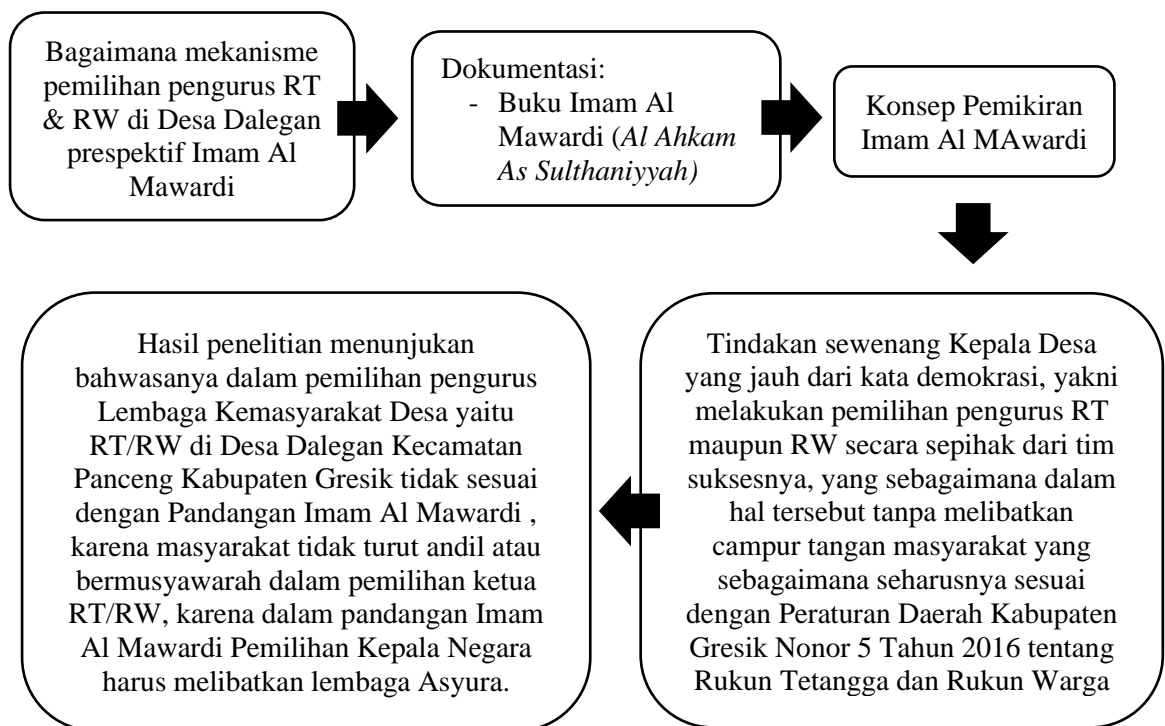 Bagaimana mekanisme
pemilihan pengurus RT
& RW di Desa Dalegan
prespektif Imam Al
Mawardi
Dokumentasi:
- Buku Imam Al
Mawardi (Al Ahkam
As Sulthaniyyah)
Konsep Pemikiran
Imam Al MAwardi
Tindakan sewenang Kepala Desa
yang jauh dari kata demokrasi, yakni
melakukan pemilihan pengurus RT
maupun RW secara sepihak dari tim
suksesnya, yang sebagaimana dalam
hal tersebut tanpa melibatkan
campur tangan masyarakat yang
sebagaimana seharusnya sesuai
dengan Peraturan Daerah Kabupaten
Gresik Nonor 5 Tahun 2016 tentang
Rukun Tetangga dan Rukun Warga
Hasil penelitian menunjukan
bahwasanya dalam pemilihan pengurus
Lembaga Kemasyarakat Desa yaitu
RT/RW di Desa Dalegan Kecamatan
Panceng Kabupaten Gresik tidak sesuai
dengan Pandangan Imam Al Mawardi ,
karena masyarakat tidak turut andil atau
bermusyawarah dalam pemilihan ketua
RT/RW, karena dalam pandangan Imam
Al Mawardi Pemilihan Kepala Negara
harus melibatkan lembaga Asyura.